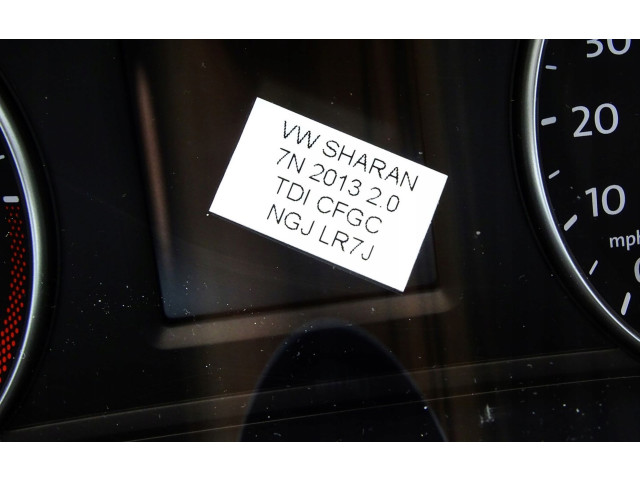 VW SHARAN
7N 2013 2.0
TDI CFGC
NGJ LR7J
30
20
10
mph